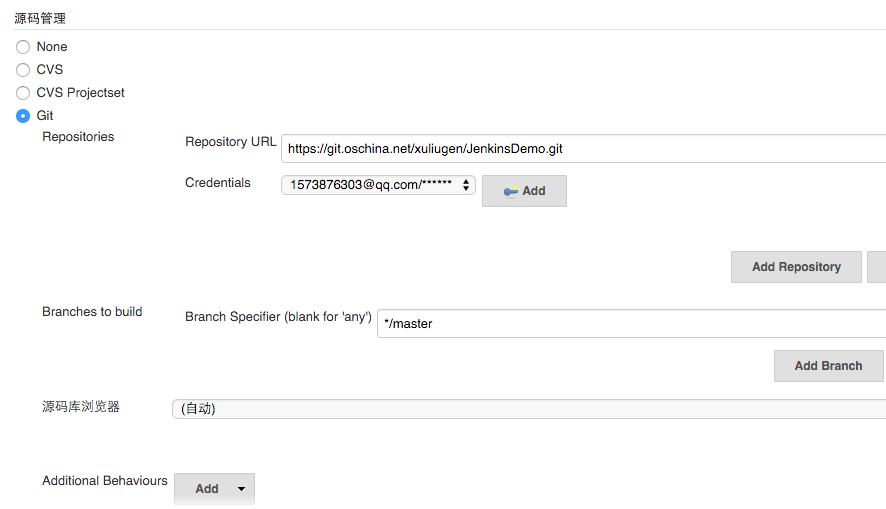 源码管理
None
CVS
CVS Projectset
Git
Repositories
Repository URL
https://git.oschina.net/xuliugen/JenkinsDemo.git
Credentials
1573876303@qq.com/******
Add
Add Repository
Branches to build
Branch Specifier (blank for 'any')
*/master
Add Branch
源码库浏览器
(自动)
Additional Behaviours
Add